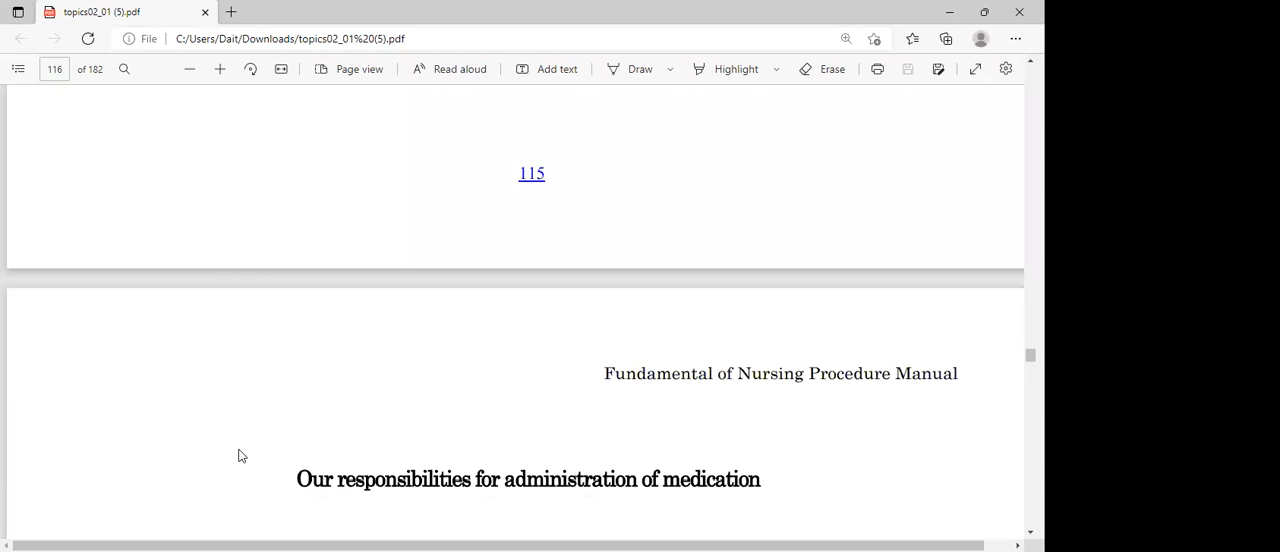 topics02_01 (5).pdf
File C:/Users/Dait/Downloads/topics02_01%20(5).pdf
116 of 182 Page view Read aloud Add text Draw Highlight Erase
115
Fundamental of Nursing Procedure Manual
Our responsibilities for administration of medication